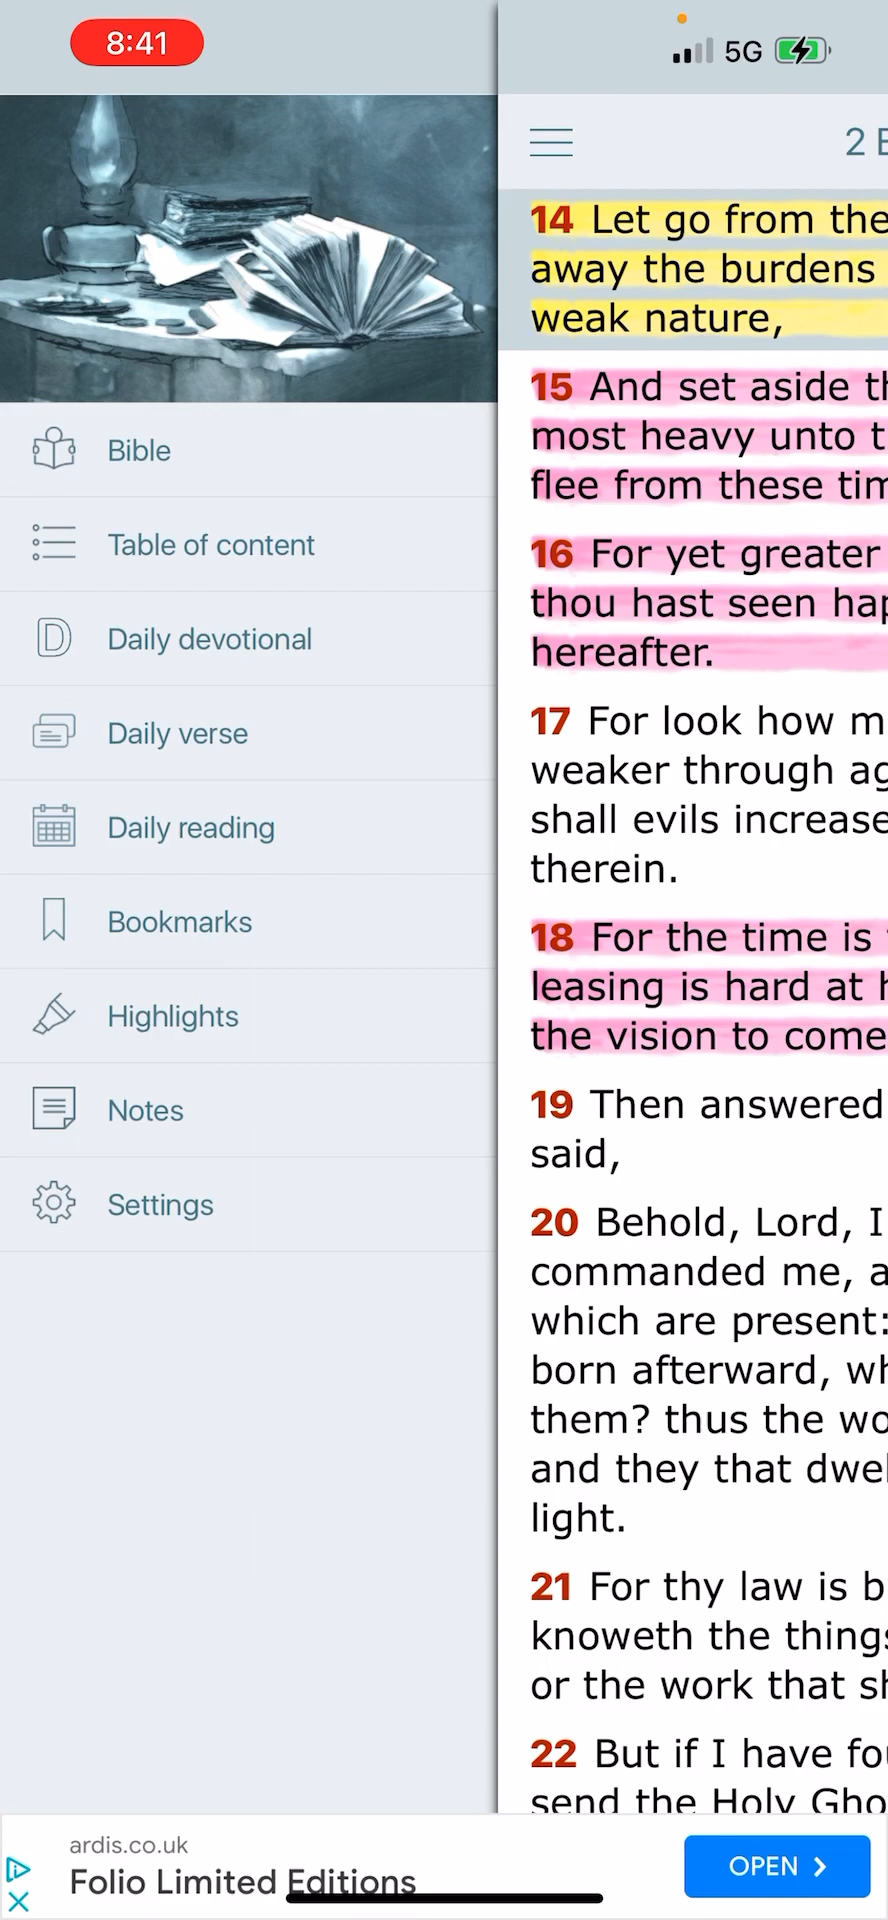 8:41
5G
Bible
Table of content
Daily devotional
Daily verse
Daily reading
Bookmarks
Highlights
Notes
Settings
2
14 Let go from the
away the burdens
weak nature,
15 And set aside
most heavy unto
flee from these
16 For yet greater
thou hast seen
hereafter.
17 For look how
weaker through
shall evils increase
therein.
18 For the time is
leasing is hard at
the vision to come
19 Then answered
said,
20 Behold, Lord, I
commanded me,
which are present:
born afterward,
them? thus the
and they that
light.
21 For thy law is
knoweth the things
or the work that
22 But if I have
send the Holy
ardis.co.uk
Folio Limited Editions
OPEN